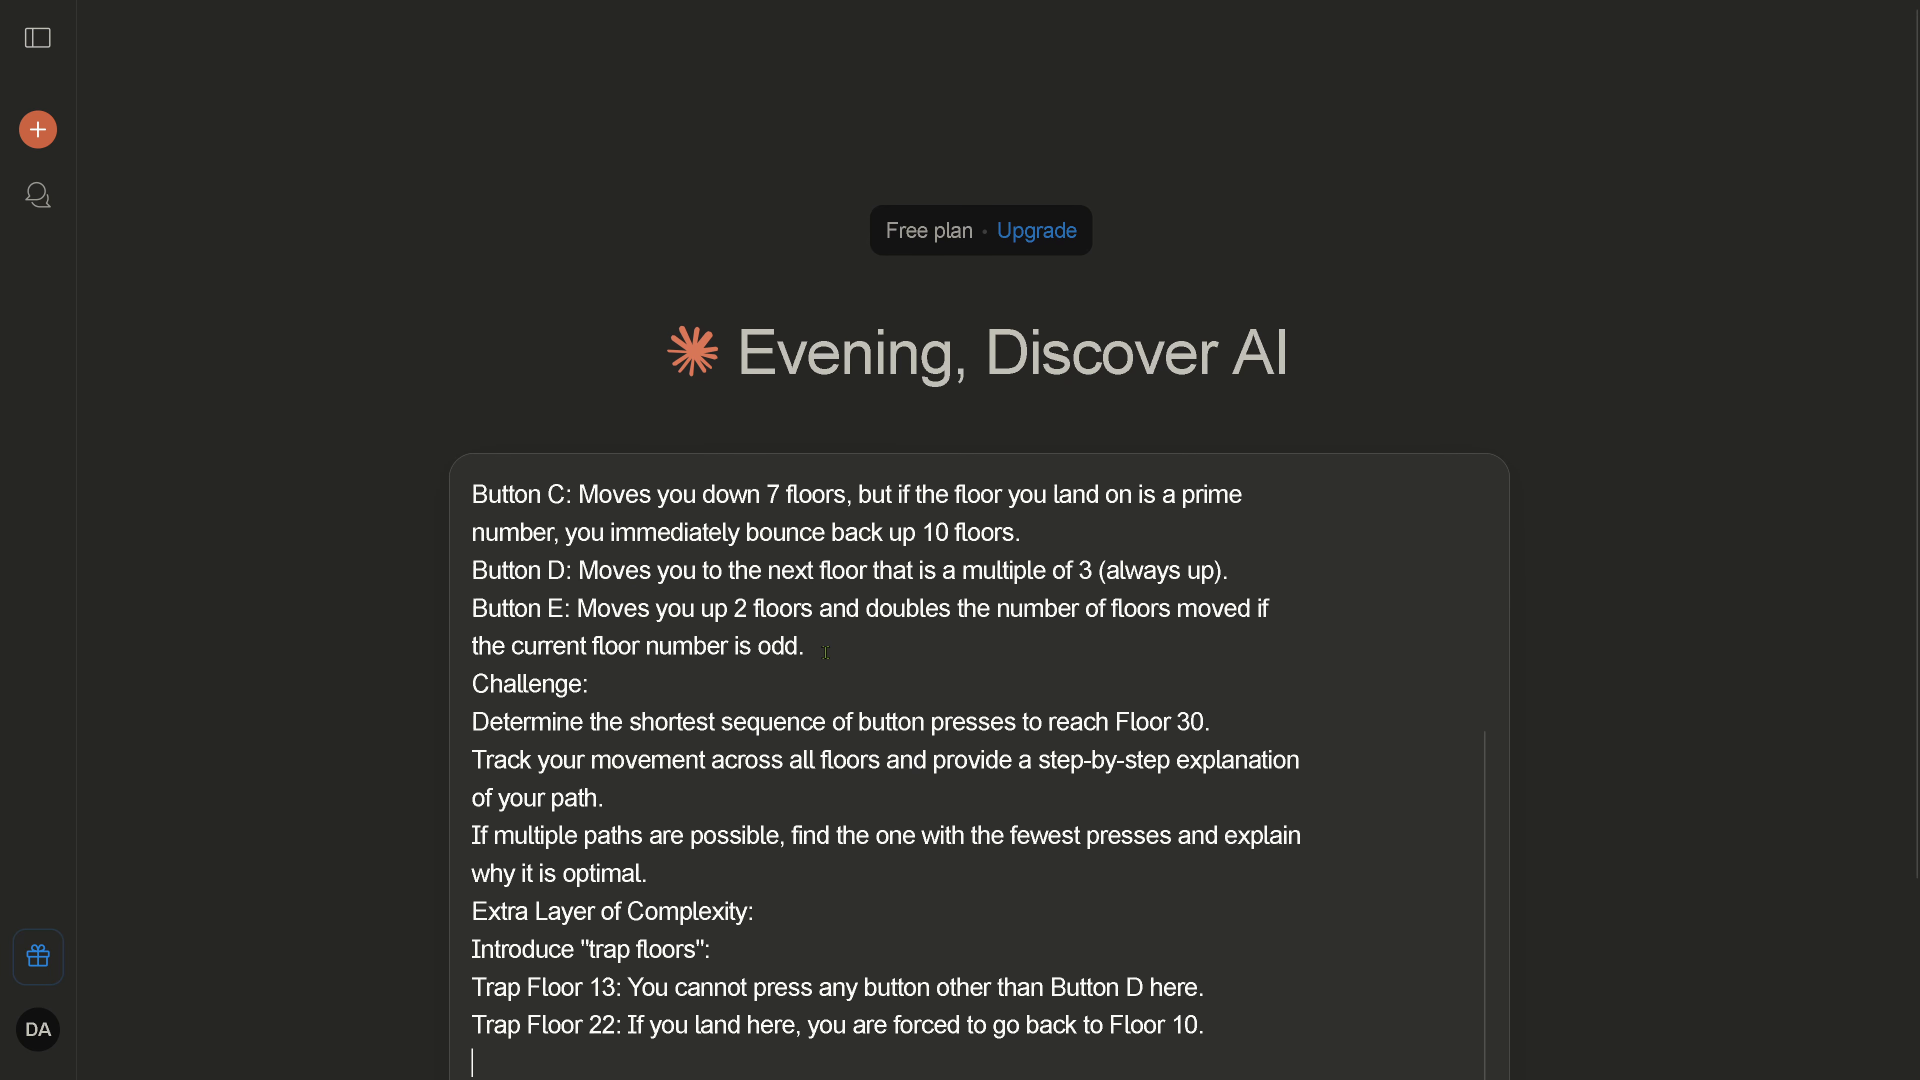 Free plan · Upgrade
Evening, Discover AI
Button C: Moves you down 7 floors, but if the floor you land on is a prime
number, you immediately bounce back up 10 floors.
Button D: Moves you to the next floor that is a multiple of 3 (always up).
Button E: Moves you up 2 floors and doubles the number of floors moved if
the current floor number is odd.
Challenge:
Determine the shortest sequence of button presses to reach Floor 30.
Track your movement across all floors and provide a step-by-step explanation
of your path.
If multiple paths are possible, find the one with the fewest presses and explain
why it is optimal.
Extra Layer of Complexity:
Introduce "trap floors":
Trap Floor 13: You cannot press any button other than Button D here.
Trap Floor 22: If you land here, you are forced to go back to Floor 10.
DA